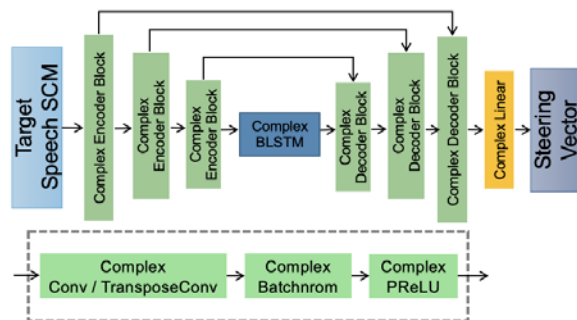 Target
Speech SCM
Complex Encoder Block
Complex
Encoder Block
Complex
Encoder Block
Complex
BLSTM
Complex
Decoder Block
Complex
Decoder Block
Complex Decoder Block
Complex Linear
Steering
Vector
Complex
Conv / TransposeConv
Complex
Batchnrom
Complex
PReLU